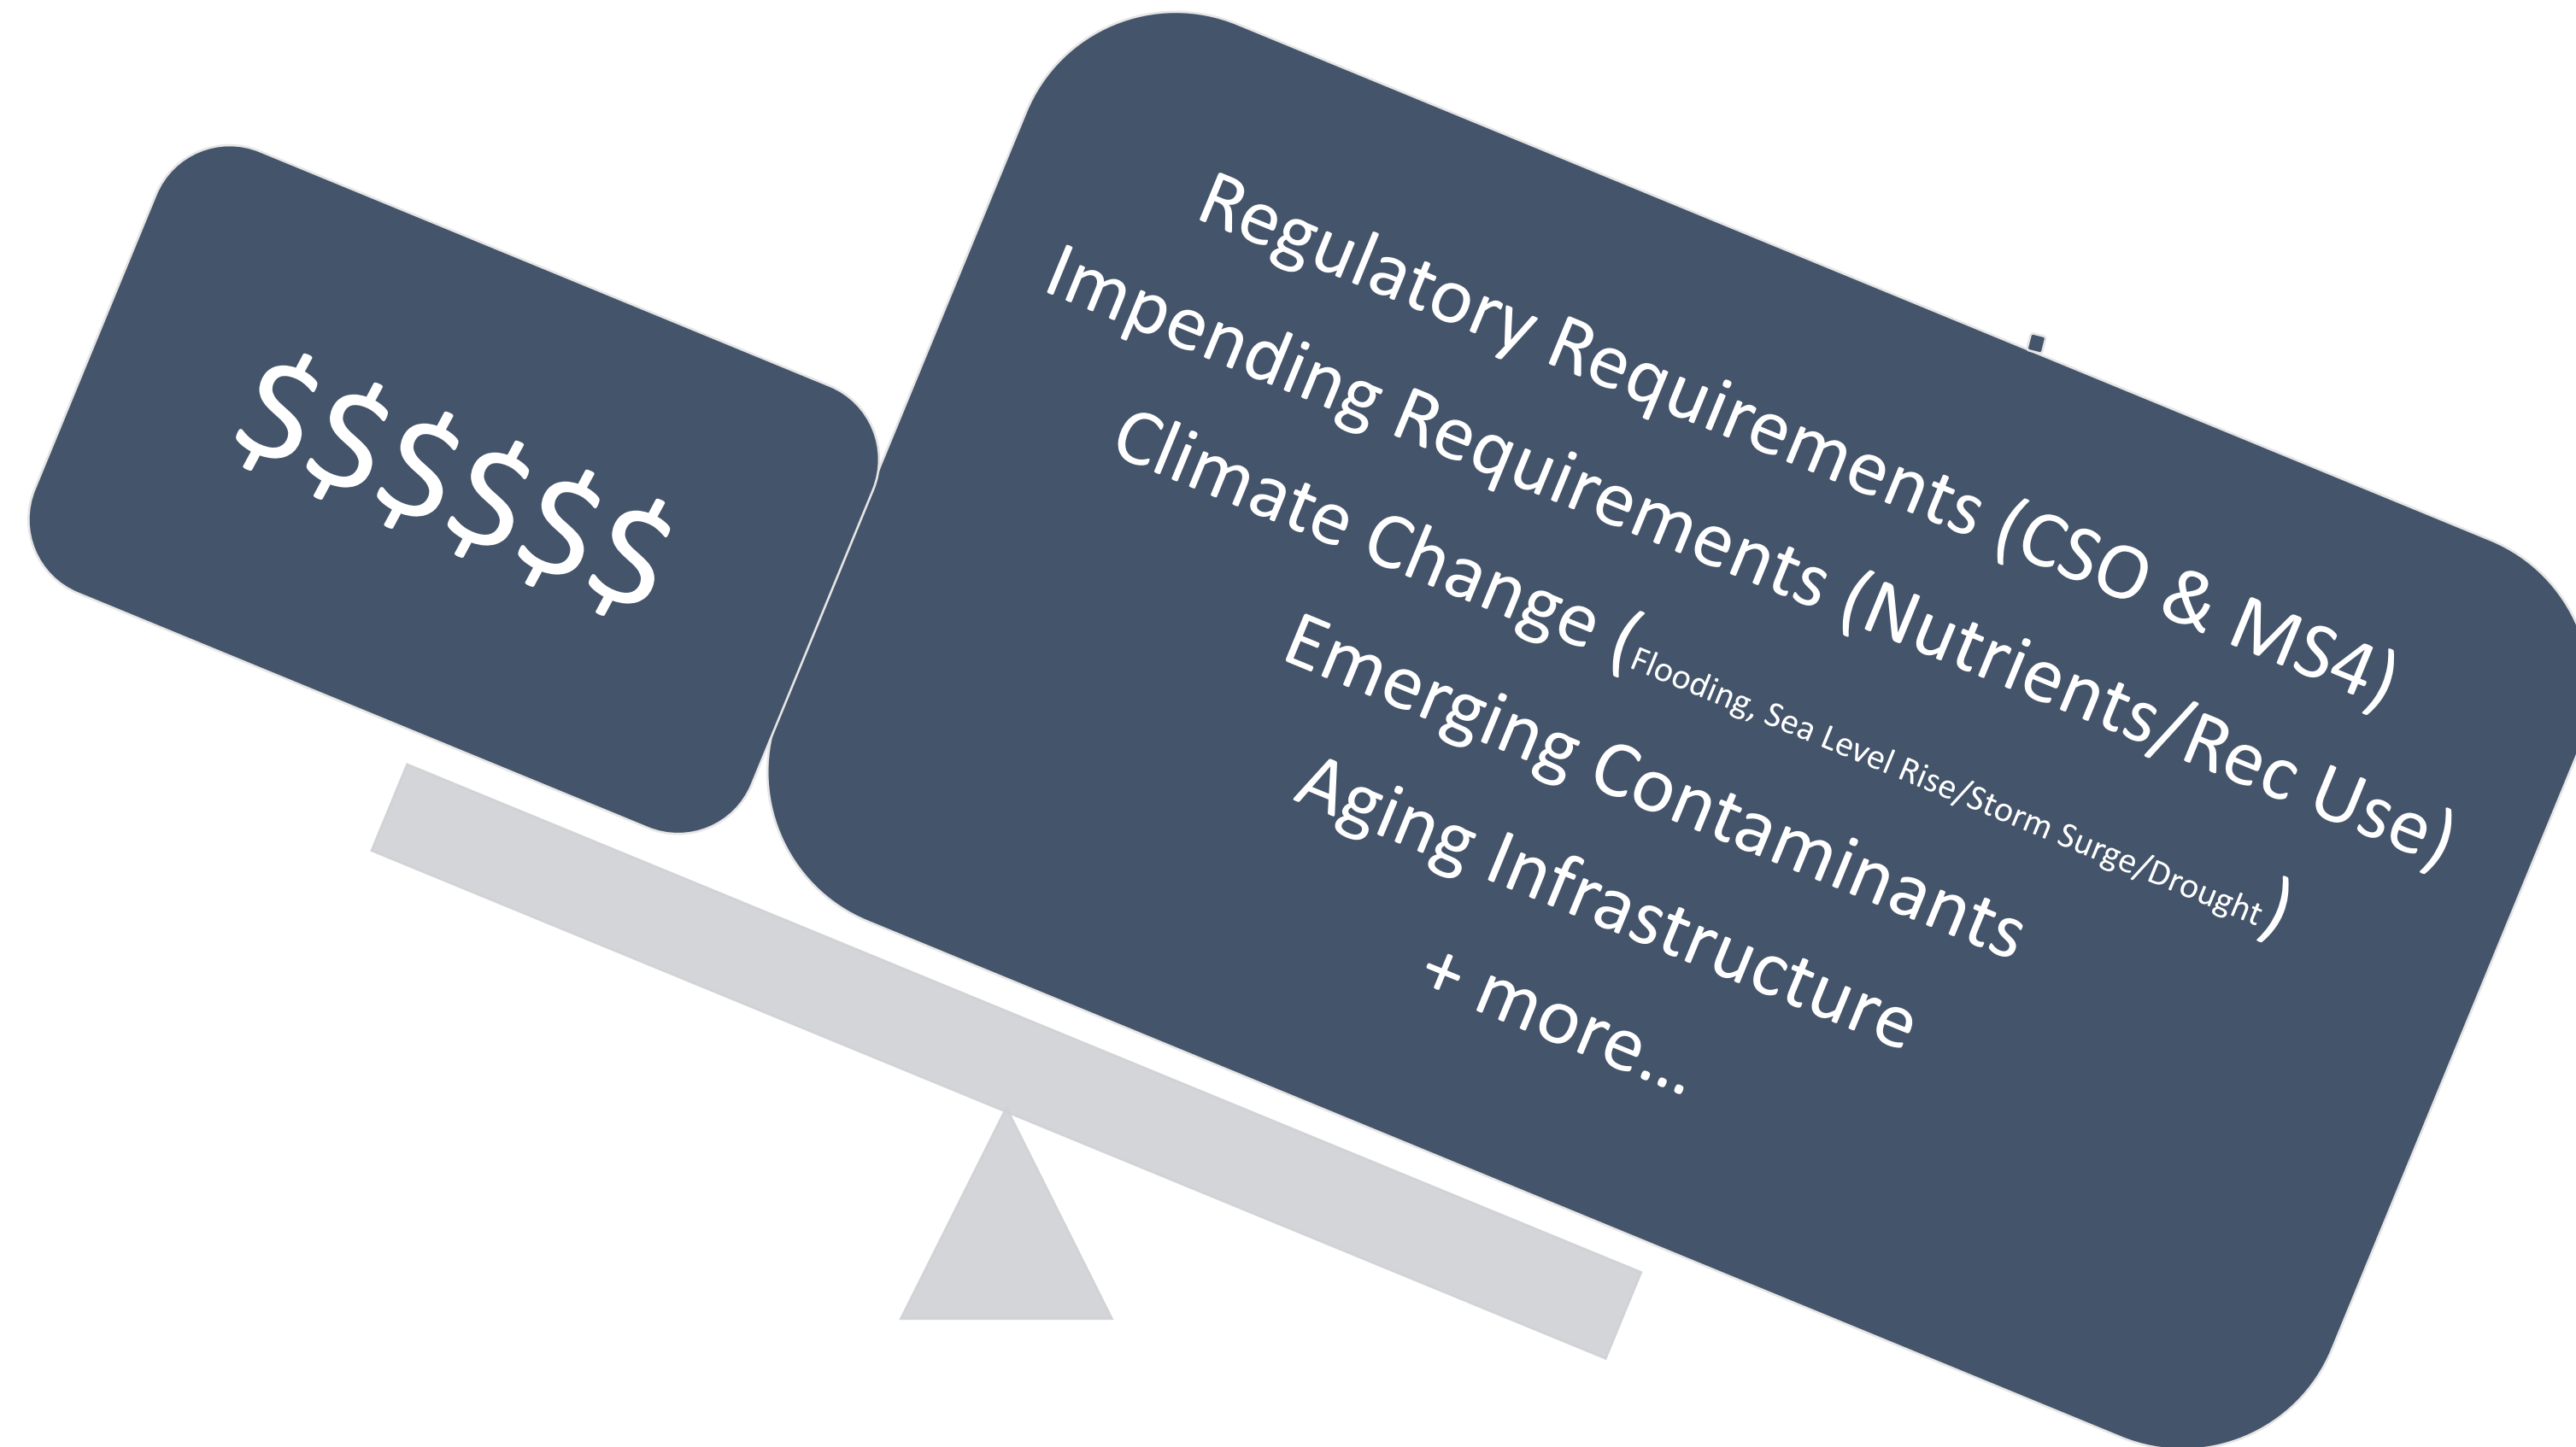 $$$$$$
Regulatory Requirements (CSO & MS4)
Impending Requirements (Nutrients/Rec Use)
Climate Change (Flooding, Sea Level Rise/Storm Surge/Drought)
Emerging Contaminants
Aging Infrastructure
+ more...